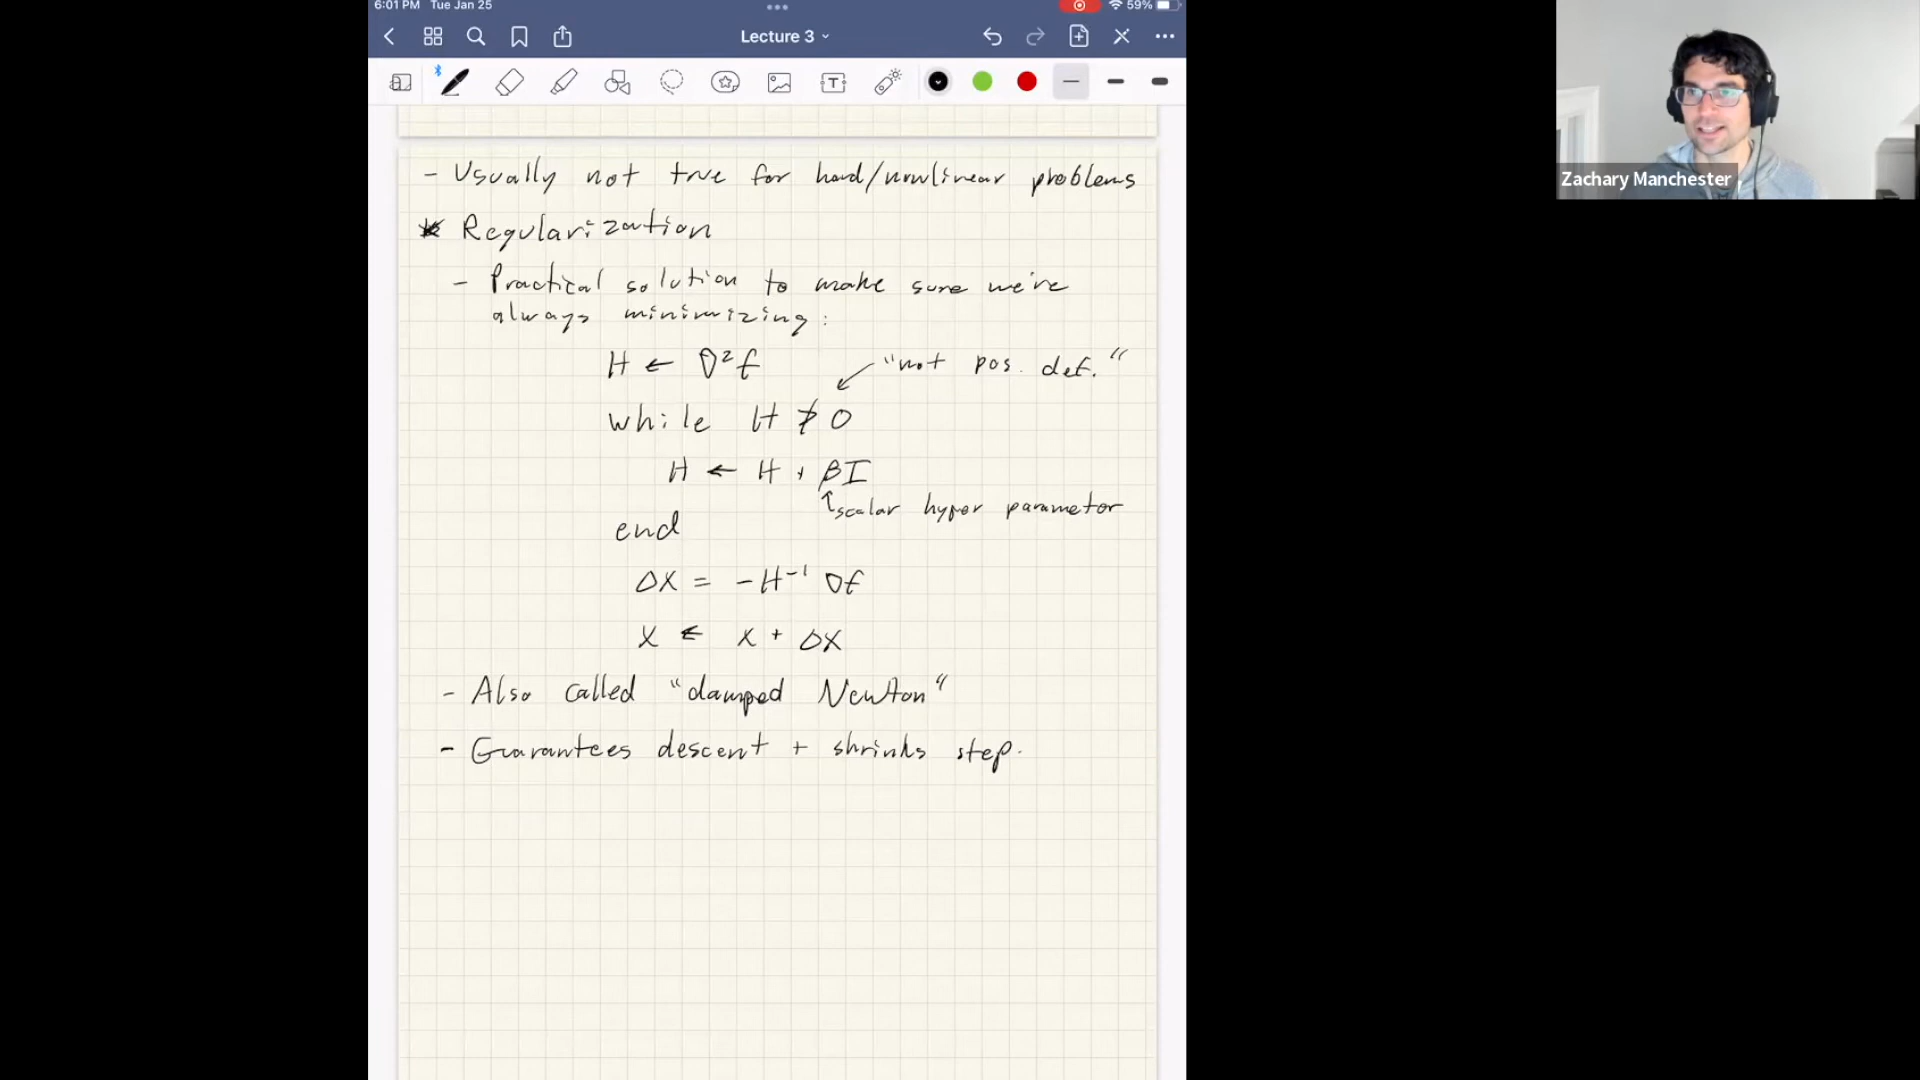 6:01 PM Tue Jan 25
59%
Lecture 3
Zachary Manchester
- Usually not true for hard/nonlinear problems
* Regularization
- Practical solution to make sure we're
always minimizing:
H ← ∇²f
"not pos. def."
while H ⊁ 0
H ← H + βI
↑ scalar hyper parameter
end
Δx = -H⁻¹ ∇f
x ← x + Δx
- Also called "damped Newton"
- Guarantees descent + shrinks step.